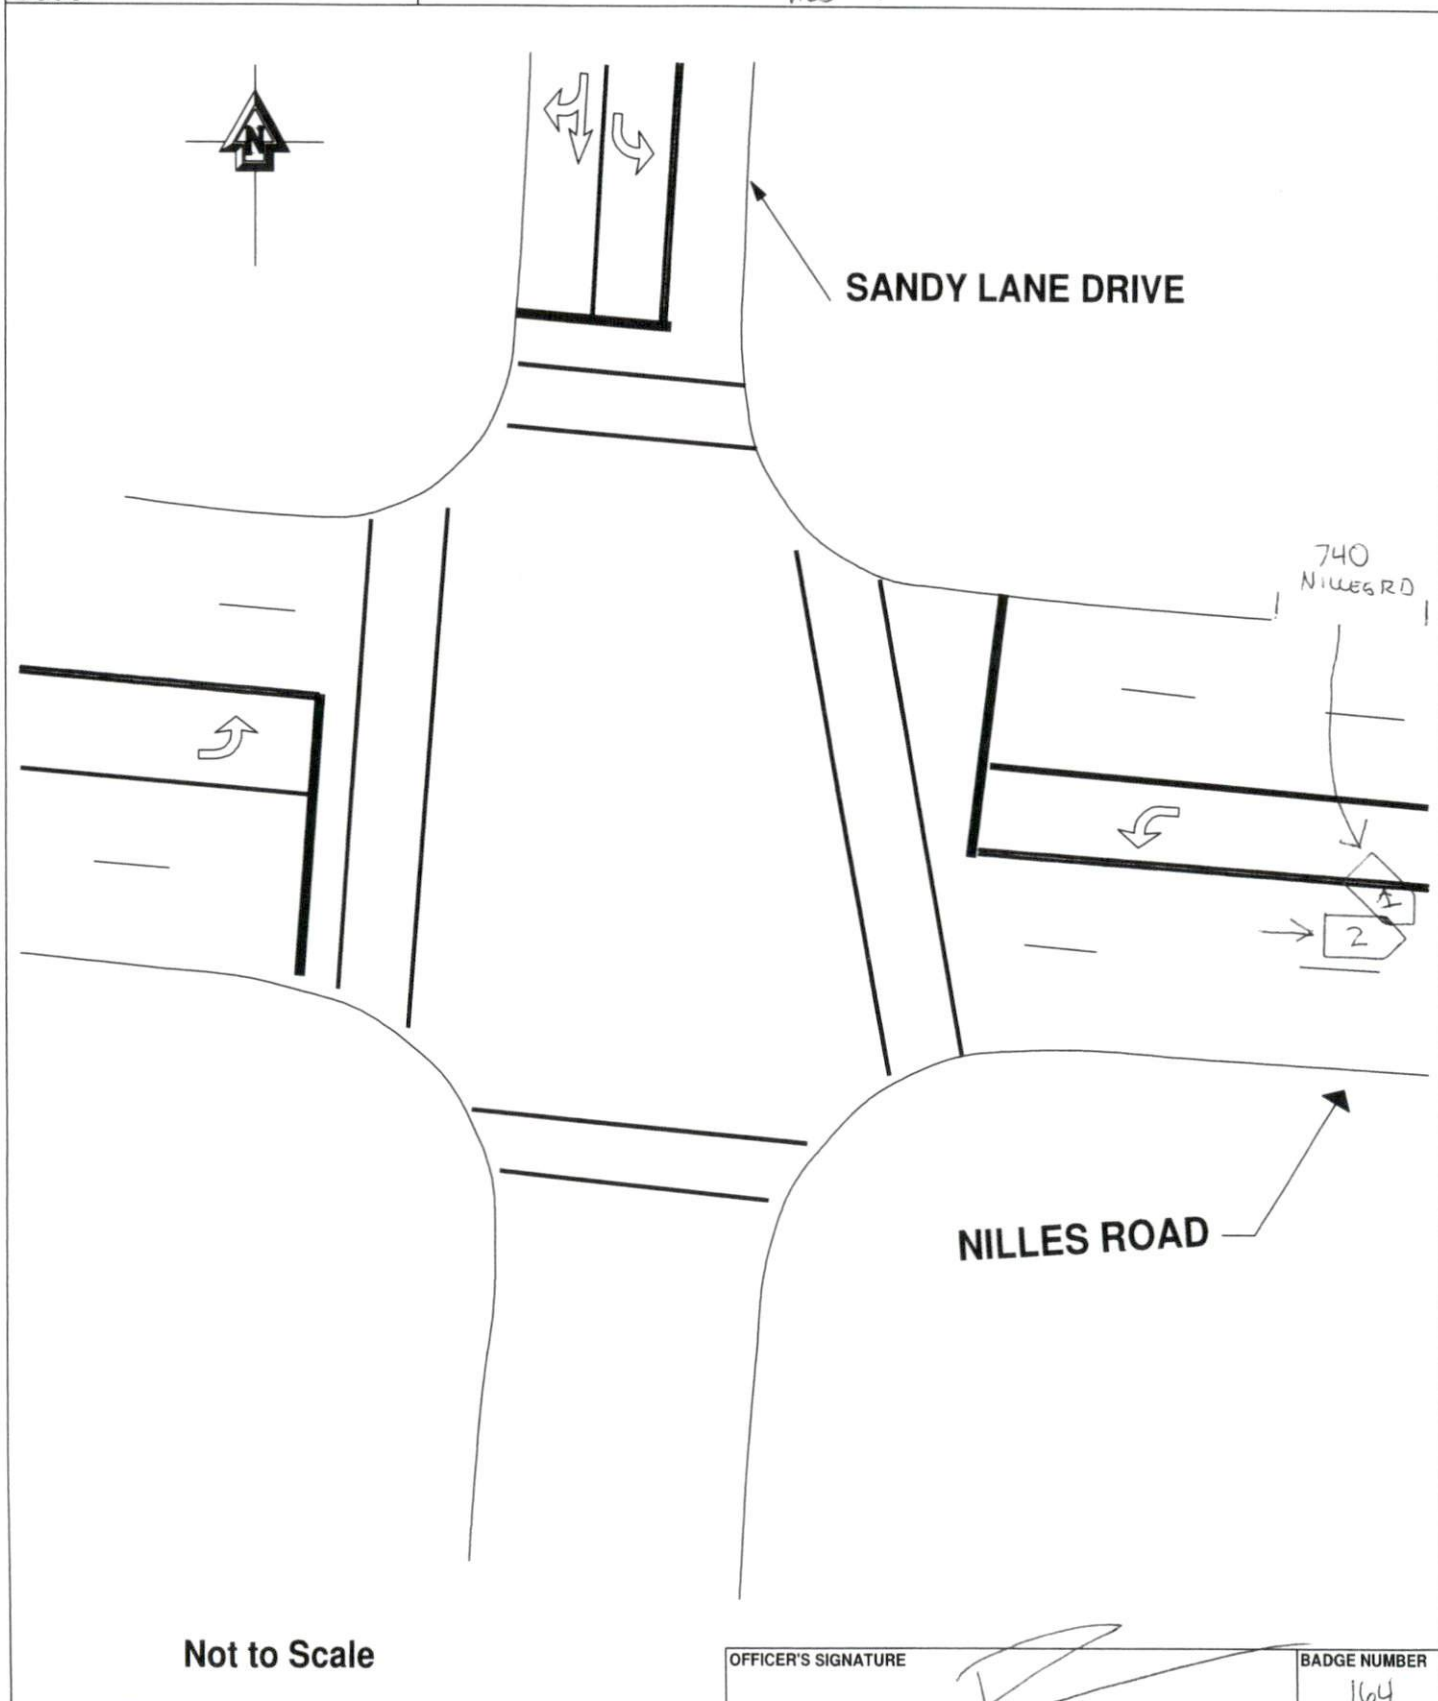 N
SANDY LANE DRIVE
740
NILLES RD
1
2
NILLES ROAD
Not to Scale
OFFICER'S SIGNATURE
BADGE NUMBER
164